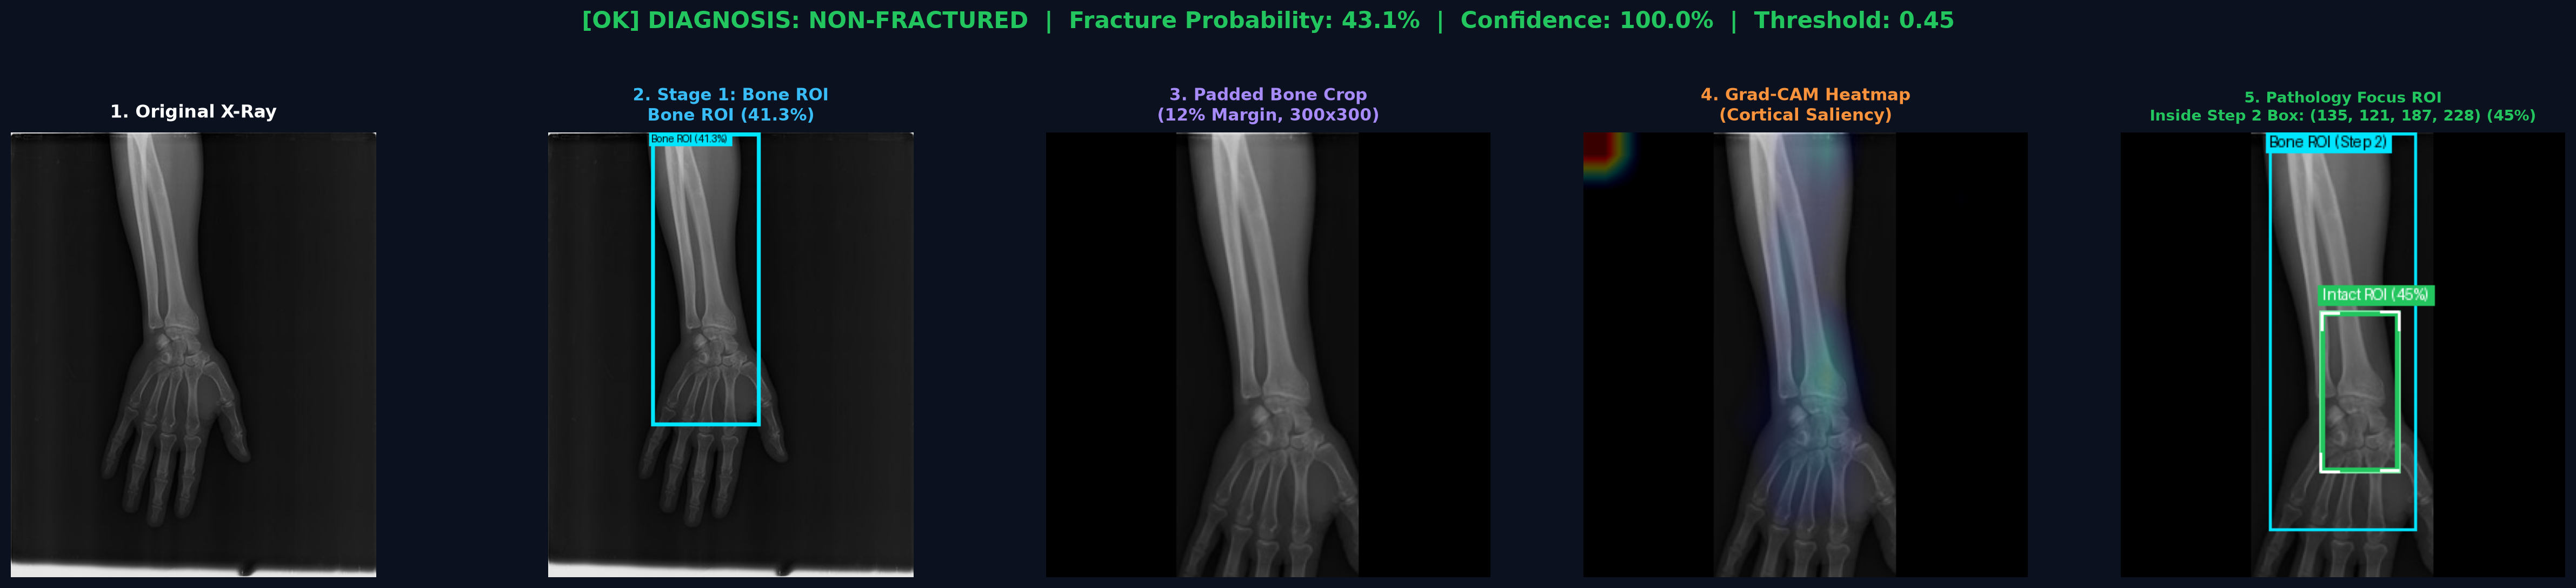 [OK] DIAGNOSIS: NON-FRACTURED | Fracture Probability: 43.1% | Confidence: 100.0% | Threshold: 0.45
1. Original X-Ray
2. Stage 1: Bone ROI
Bone ROI (41.3%)
Bone ROI (41.3%)
3. Padded Bone Crop
(12% Margin, 300x300)
4. Grad-CAM Heatmap
(Cortical Saliency)
5. Pathology Focus ROI
Inside Step 2 Box: (135, 121, 187, 228) (45%)
Bone ROI (Step 2)
Intact ROI (45%)